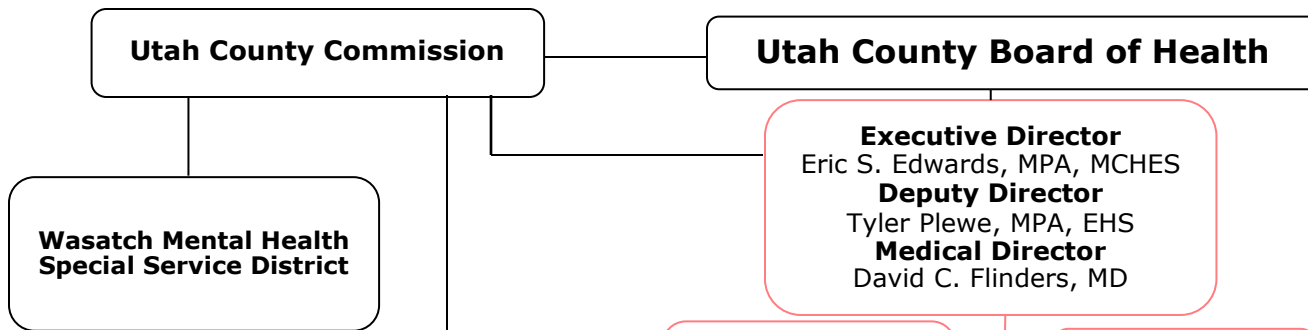 Utah County Commission
Utah County Board of Health
Executive Director
Eric S. Edwards, MPA, MCHES
Deputy Director
Tyler Plewe, MPA, EHS
Medical Director
David C. Flinders, MD
Wasatch Mental Health
Special Service District